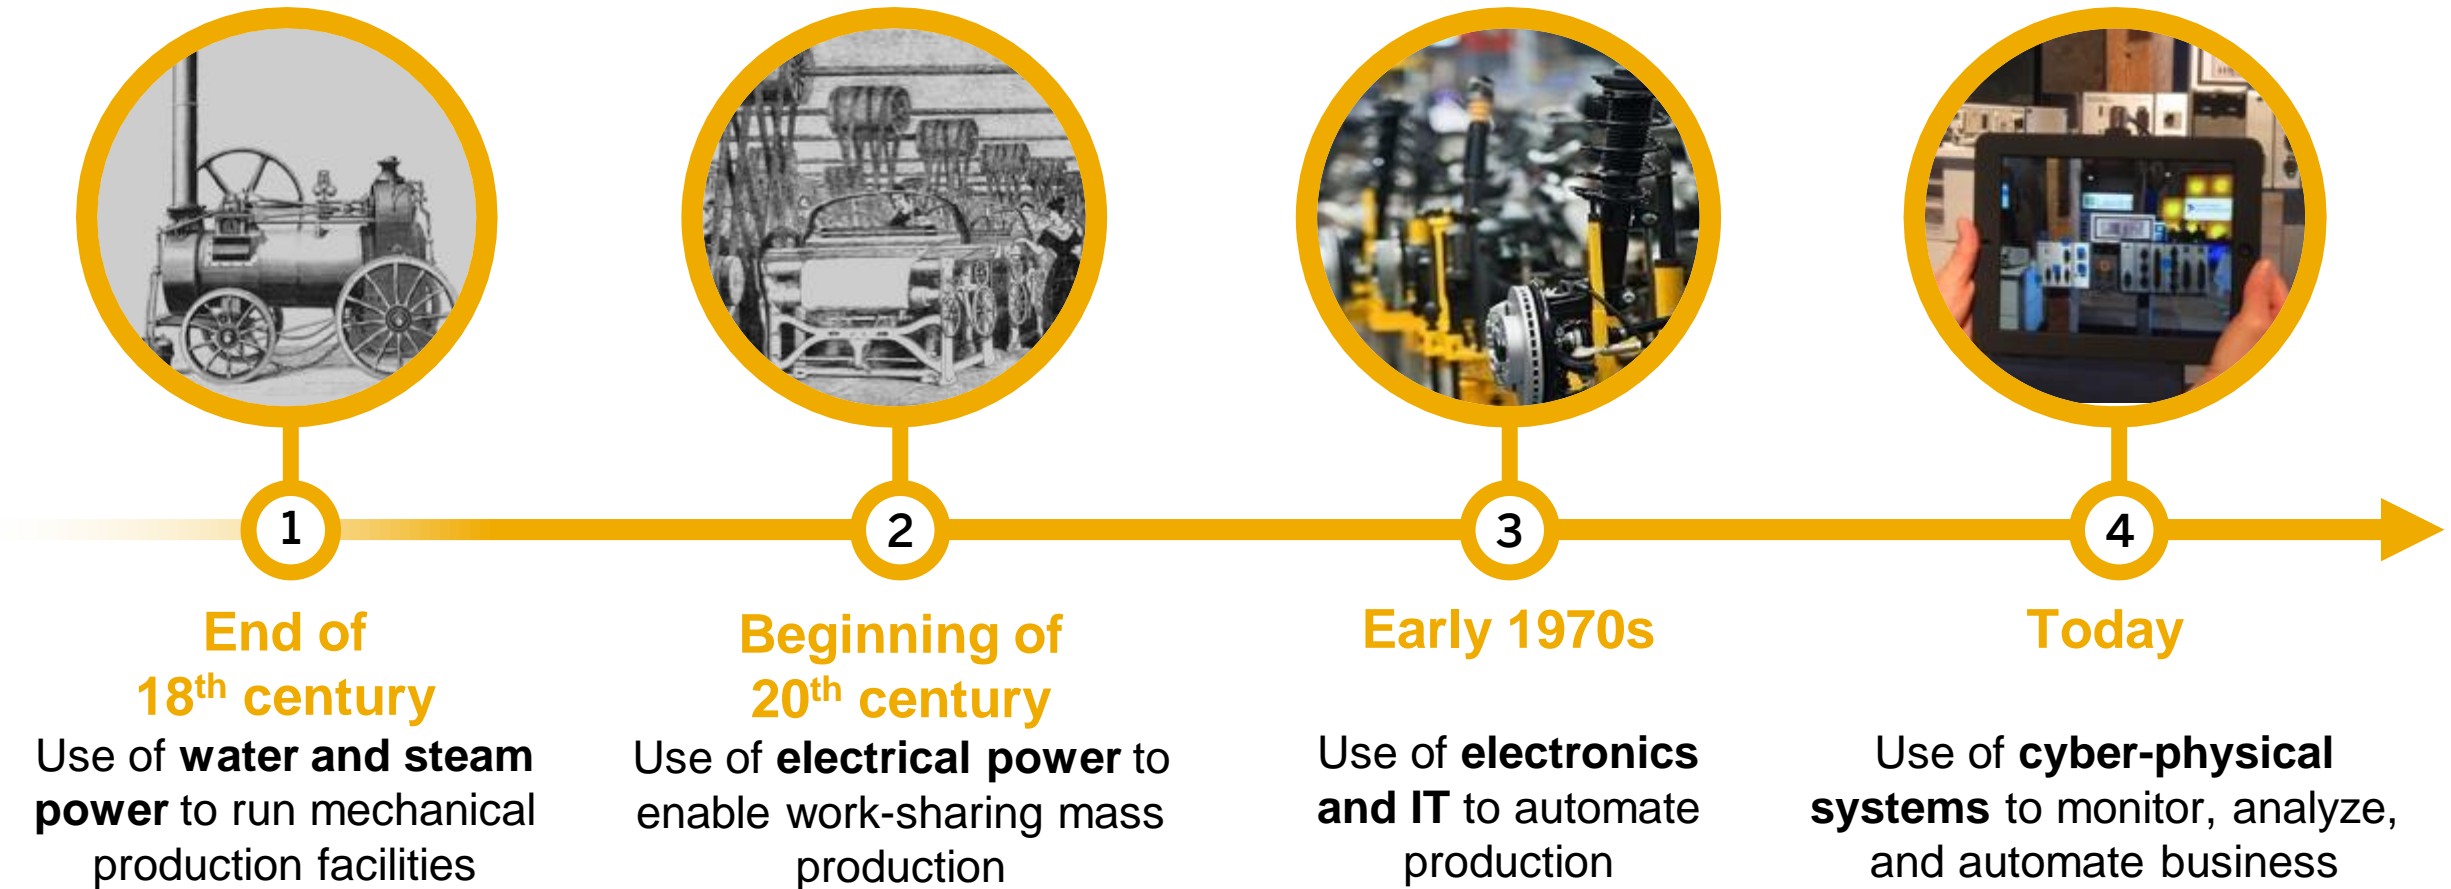 1
2
3
4
End of
18th century
Use of water and steam
power to run mechanical
production facilities
Beginning of
20th century
Use of electrical power to
enable work-sharing mass
production
Early 1970s
Use of electronics
and IT to automate
production
Today
Use of cyber-physical
systems to monitor, analyze,
and automate business